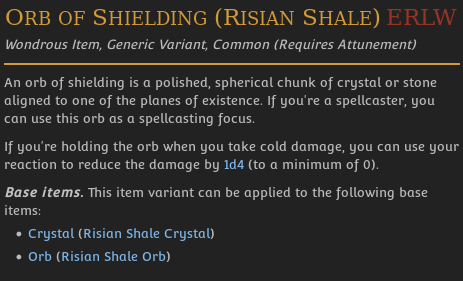 Orb of Shielding (Risian Shale) ERLW
Wondrous Item, Generic Variant, Common (Requires Attunement)
An orb of shielding is a polished, spherical chunk of crystal or stone
aligned to one of the planes of existence. If you're a spellcaster, you
can use this orb as a spellcasting focus.
If you're holding the orb when you take cold damage, you can use your
reaction to reduce the damage by 1d4 (to a minimum of 0).
Base items. This item variant can be applied to the following base
items:
• Crystal (Risian Shale Crystal)
• Orb (Risian Shale Orb)